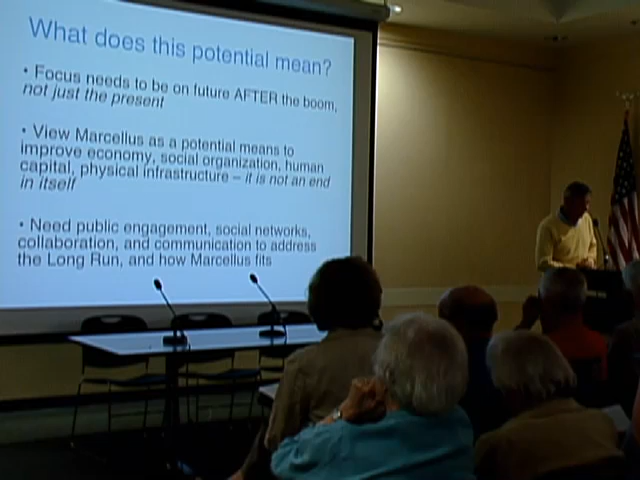 What does this potential mean?
• Focus needs to be on future AFTER the boom,
not just the present
• View Marcellus as a potential means to
improve economy, social organization, human
capital, physical infrastructure – it is not an end
in itself
• Need public engagement, social networks,
collaboration, and communication to address
the Long Run, and how Marcellus fits